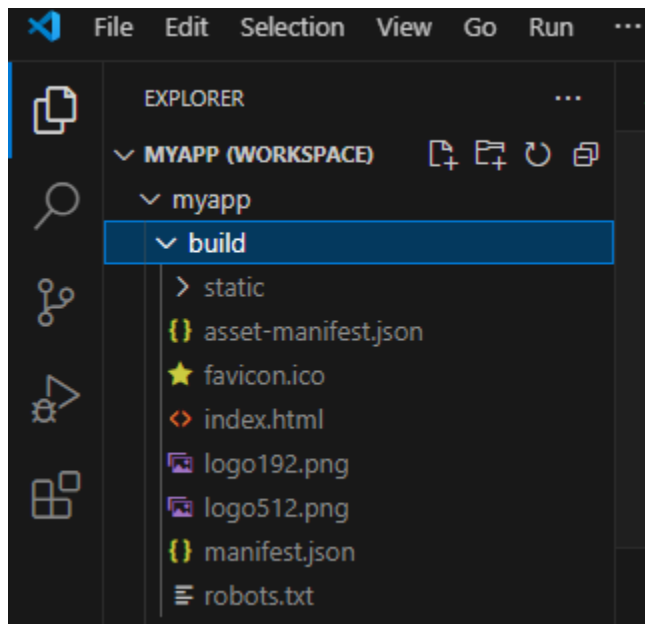 File Edit Selection View Go Run ···
EXPLORER ···
MYAPP (WORKSPACE)
myapp
build
static
{} asset-manifest.json
favicon.ico
<> index.html
logo192.png
logo512.png
{} manifest.json
robots.txt